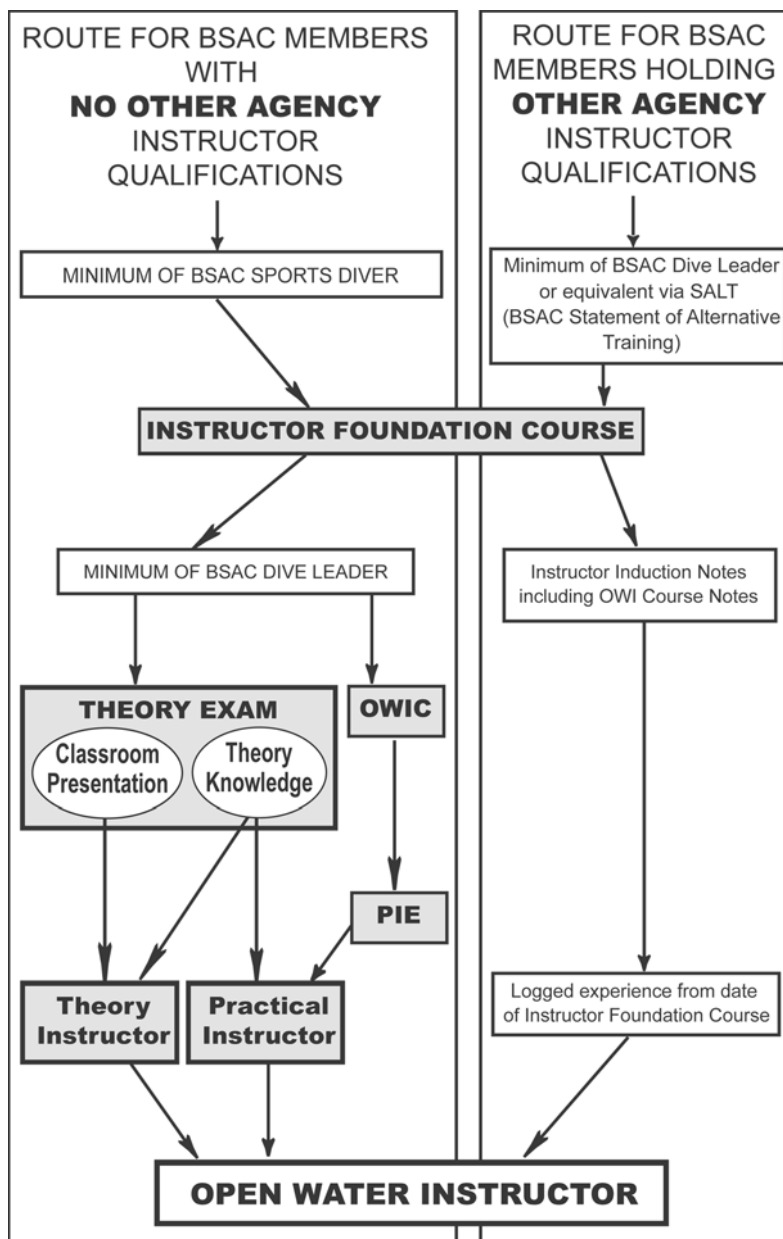 ROUTE FOR BSAC MEMBERS
WITH
NO OTHER AGENCY
INSTRUCTOR
QUALIFICATIONS
MINIMUM OF BSAC SPORTS DIVER
ROUTE FOR BSAC
MEMBERS HOLDING
OTHER AGENCY
INSTRUCTOR
QUALIFICATIONS
Minimum of BSAC Dive Leader
or equivalent via SALT
(BSAC Statement of Alternative
Training)
INSTRUCTOR FOUNDATION COURSE
MINIMUM OF BSAC DIVE LEADER
THEORY EXAM
Classroom
Presentation
Theory
Knowledge
OWIC
PIE
Theory
Instructor
Practical
Instructor
Instructor Induction Notes
including OWI Course Notes
Logged experience from date
of Instructor Foundation Course
OPEN WATER INSTRUCTOR